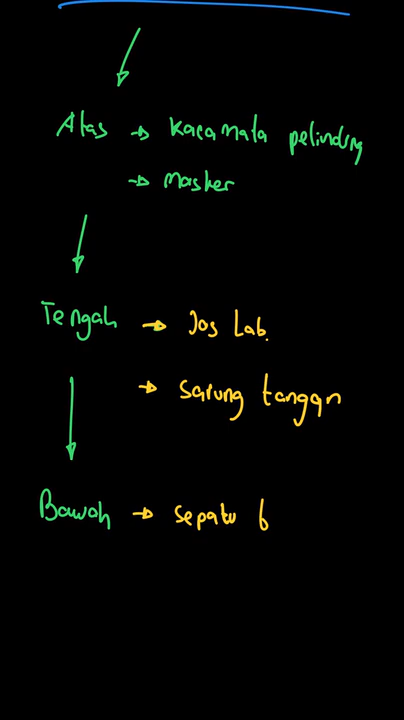 Atas → Kacamata pelindung
→ masker
Tengah → Jas Lab.
→ Sarung tangan
Bawah → Sepatu b